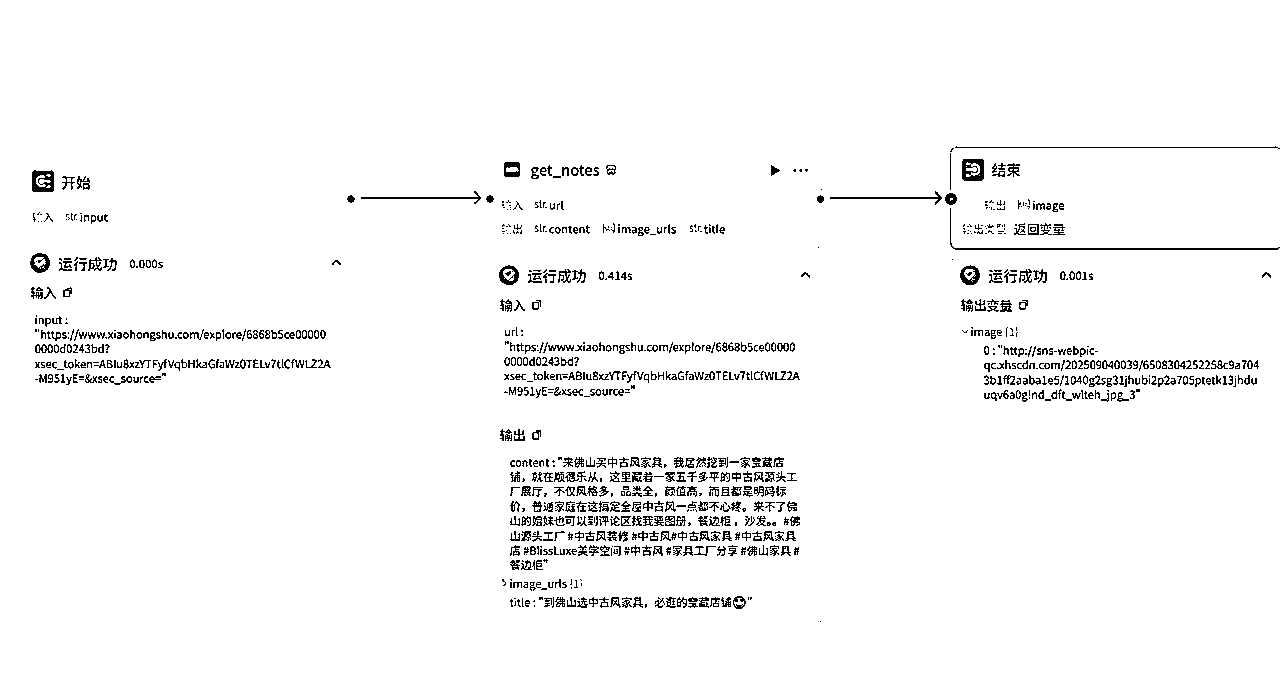 开始
输入 str.input
运行成功 0.000s
输入
input :
"https://www.xiaohongshu.com/explore/6868b5ce00000
0000d0243bd?
xsec_token=ABIu8xzYTFyfVqbHkaGfaWz0TELv7tlCfWLZ2A
-M951yE=&xsec_source="
get_notes
输入 str.url
输出 str.content image_urls str.title
运行成功 0.414s
输入
url :
"https://www.xiaohongshu.com/explore/6868b5ce00000
0000d0243bd?
xsec_token=ABIu8xzYTFyfVqbHkaGfaWz0TELv7tlCfWLZ2A
-M951yE=&xsec_source="
输出
content : "来佛山买中古风家具，我居然挖到一家宝藏店
铺，就在顺德乐从，这里藏着一家五千多平的中古风源头工
厂展厅，不仅风格多，品类全，颜值高，而且都是明码标
价，普通家庭在这搞定全屋中古风一点都不心疼。来不了佛
山的姐妹也可以到评论区找我要图册，餐边柜，沙发。。#佛
山源头工厂 #中古风装修 #中古风#中古风家具 #中古风家具
店 #BlissLuxe美学空间 #中古风 #家具工厂分享 #佛山家具 #
餐边柜"
image_urls [1]
title : "到佛山选中古风家具，必逛的宝藏店铺😍"
结束
输出 image
输出类型 返回变量
运行成功 0.001s
输出变量
image [1]
0 : "http://sns-webpic-
qc.xhscdn.com/202509040039/6508304252258c9a704
3b1ff2aaba1e5/1040g2sg31jhubi2p2a705ptetk13jhdu
uqv6a0g!nd_dft_wlteh_jpg_3"